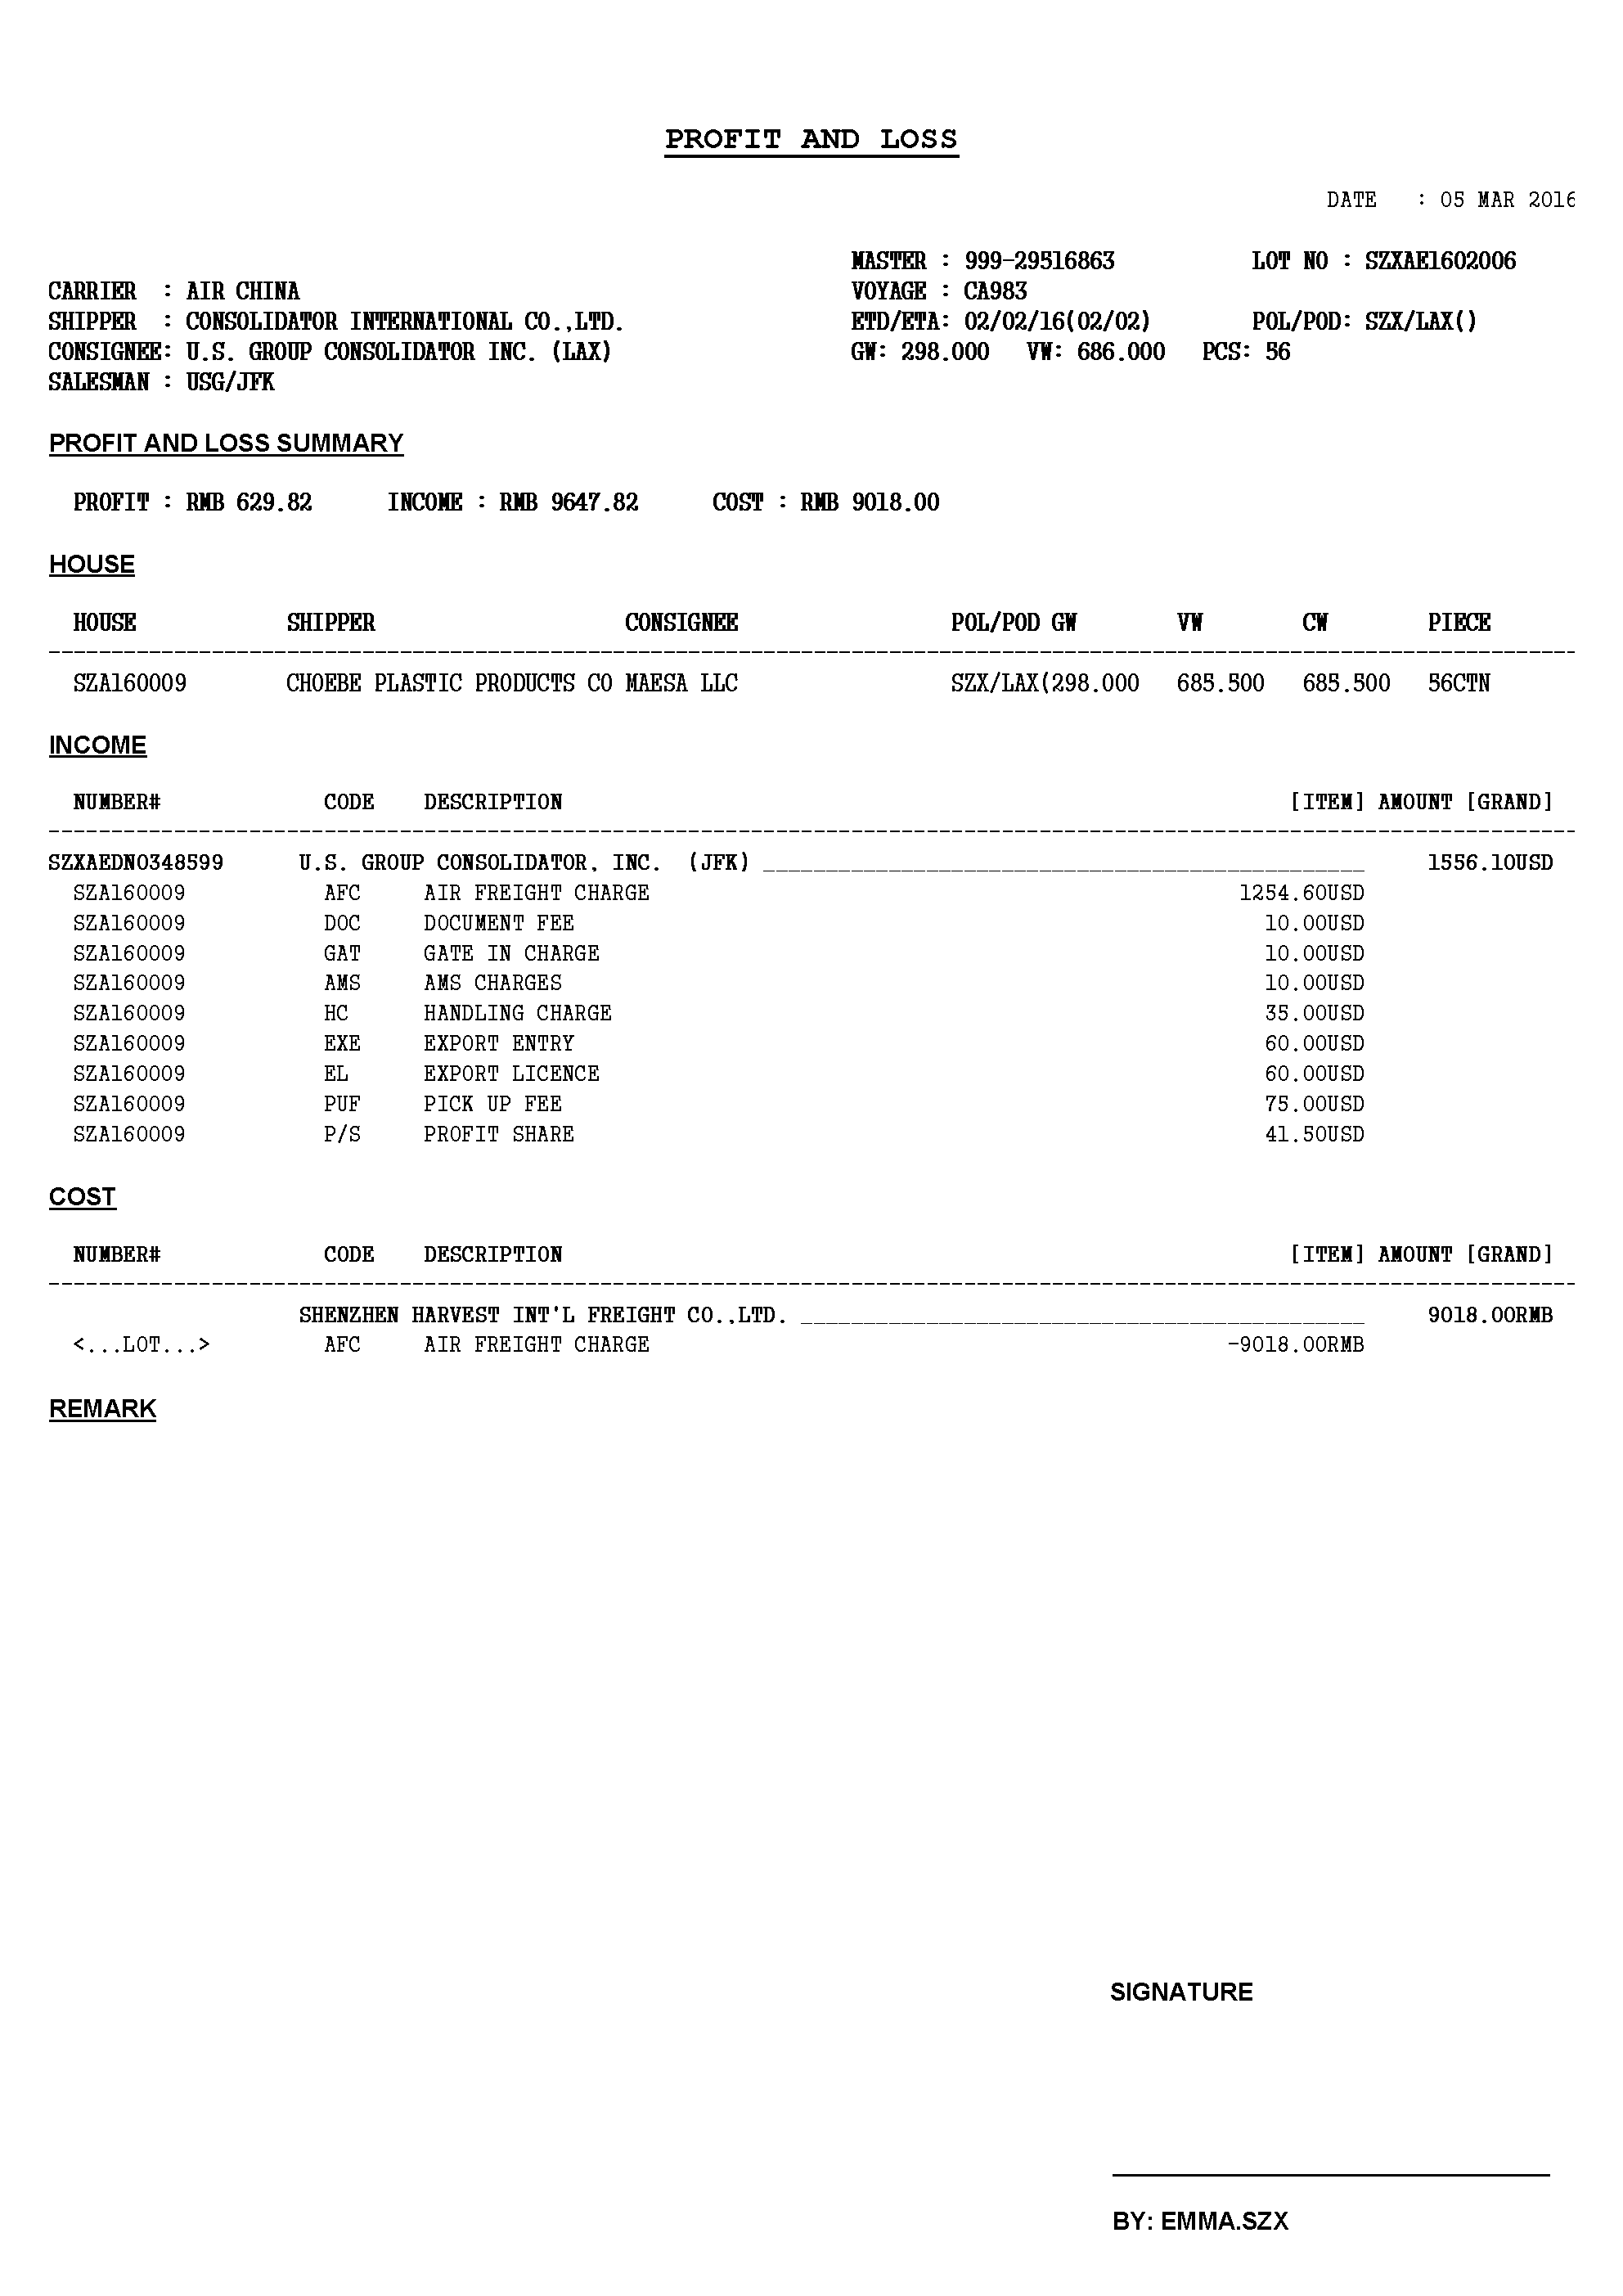 PROFIT AND LOSS
DATE : 05 MAR 2016
MASTER : 999-29516863 LOT NO : SZXAE1602006
CARRIER : AIR CHINA VOYAGE : CA983
SHIPPER : CONSOLIDATOR INTERNATIONAL CO.,LTD. ETD/ETA: 02/02/16(02/02) POL/POD: SZX/LAX()
CONSIGNEE: U.S. GROUP CONSOLIDATOR INC. (LAX) GW: 298.000 VW: 686.000 PCS: 56
SALESMAN : USG/JFK
PROFIT AND LOSS SUMMARY
PROFIT : RMB 629.82 INCOME : RMB 9647.82 COST : RMB 9018.00
HOUSE
HOUSE SHIPPER CONSIGNEE POL/POD GW VW CW PIECE
SZA160009 CHOEBE PLASTIC PRODUCTS CO MAESA LLC SZX/LAX(298.000 685.500 685.500 56CTN
INCOME
NUMBER# CODE DESCRIPTION [ITEM] AMOUNT [GRAND]
SZXAEDN0348599 U.S. GROUP CONSOLIDATOR, INC. (JFK) 1556.10USD
SZA160009 AFC AIR FREIGHT CHARGE 1254.60USD
SZA160009 DOC DOCUMENT FEE 10.00USD
SZA160009 GAT GATE IN CHARGE 10.00USD
SZA160009 AMS AMS CHARGES 10.00USD
SZA160009 HC HANDLING CHARGE 35.00USD
SZA160009 EXE EXPORT ENTRY 60.00USD
SZA160009 EL EXPORT LICENCE 60.00USD
SZA160009 PUF PICK UP FEE 75.00USD
SZA160009 P/S PROFIT SHARE 41.50USD
COST
NUMBER# CODE DESCRIPTION [ITEM] AMOUNT [GRAND]
SHENZHEN HARVEST INT'L FREIGHT CO.,LTD. 9018.00RMB
<...LOT...> AFC AIR FREIGHT CHARGE -9018.00RMB
REMARK
SIGNATURE
BY: EMMA.SZX